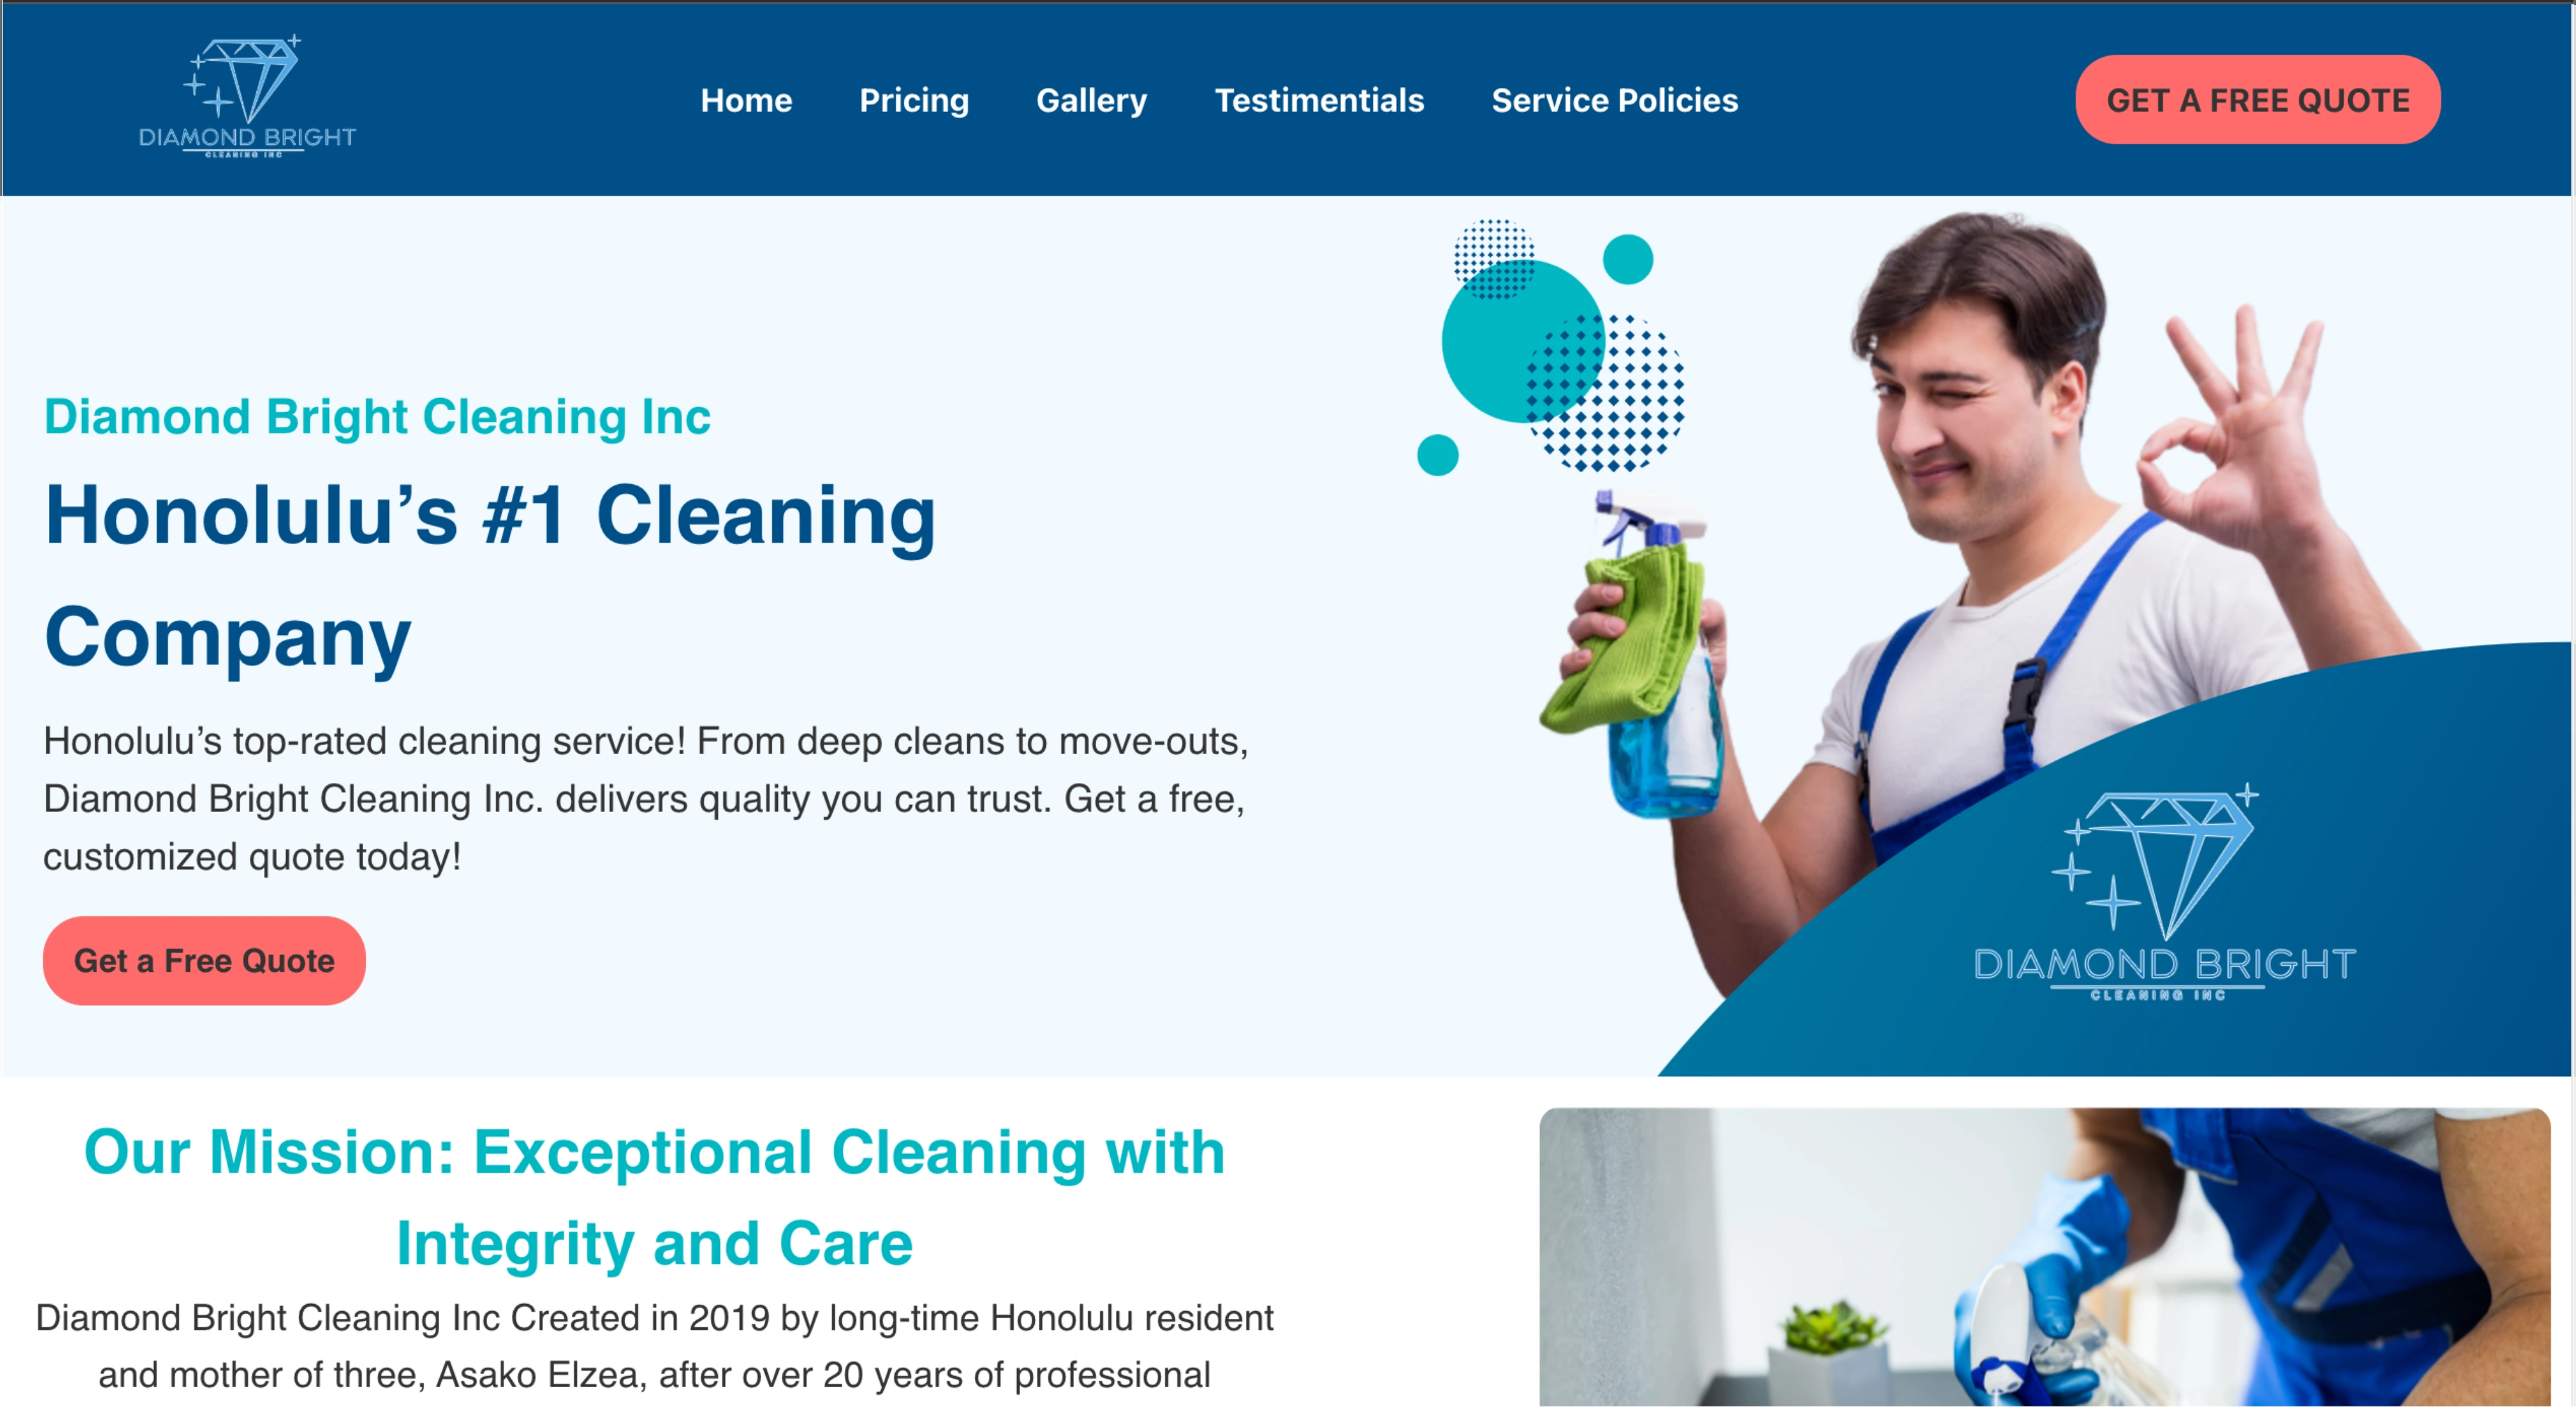 DIAMOND BRIGHT
CLEANING INC
Home Pricing Gallery Testimentials Service Policies
GET A FREE QUOTE
Diamond Bright Cleaning Inc
Honolulu’s #1 Cleaning
Company
Honolulu’s top-rated cleaning service! From deep cleans to move-outs,
Diamond Bright Cleaning Inc. delivers quality you can trust. Get a free,
customized quote today!
Get a Free Quote
DIAMOND BRIGHT
CLEANING INC
Our Mission: Exceptional Cleaning with
Integrity and Care
Diamond Bright Cleaning Inc Created in 2019 by long-time Honolulu resident
and mother of three, Asako Elzea, after over 20 years of professional